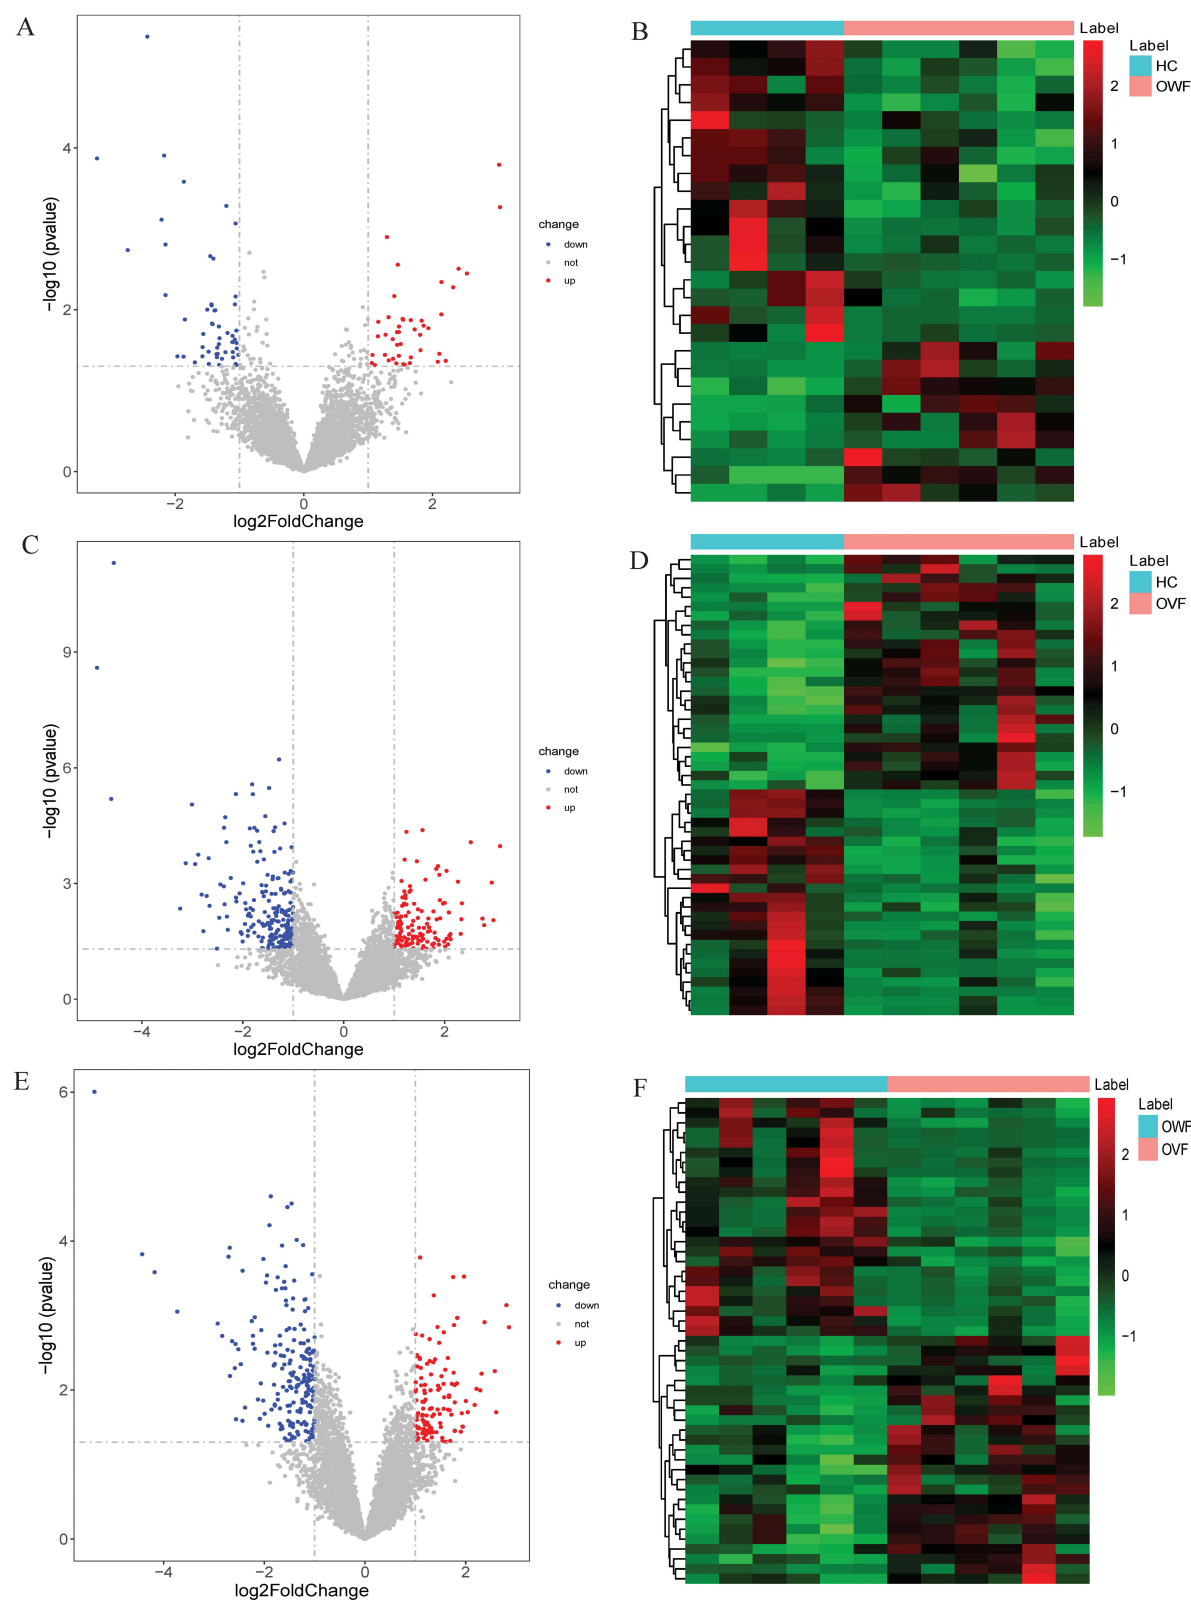 A
4
2
0
−2
0
2
−log10 (pvalue)
log2FoldChange
change
down
not
up
B
Label
2
1
0
−1
Label
HC
OWF
C
9
6
3
0
−4
−2
0
2
−log10 (pvalue)
log2FoldChange
change
down
not
up
D
Label
2
1
0
−1
Label
HC
OVF
E
6
4
2
0
−4
−2
0
2
−log10 (pvalue)
log2FoldChange
change
down
not
up
F
Label
2
1
0
−1
Label
OWF
OVF